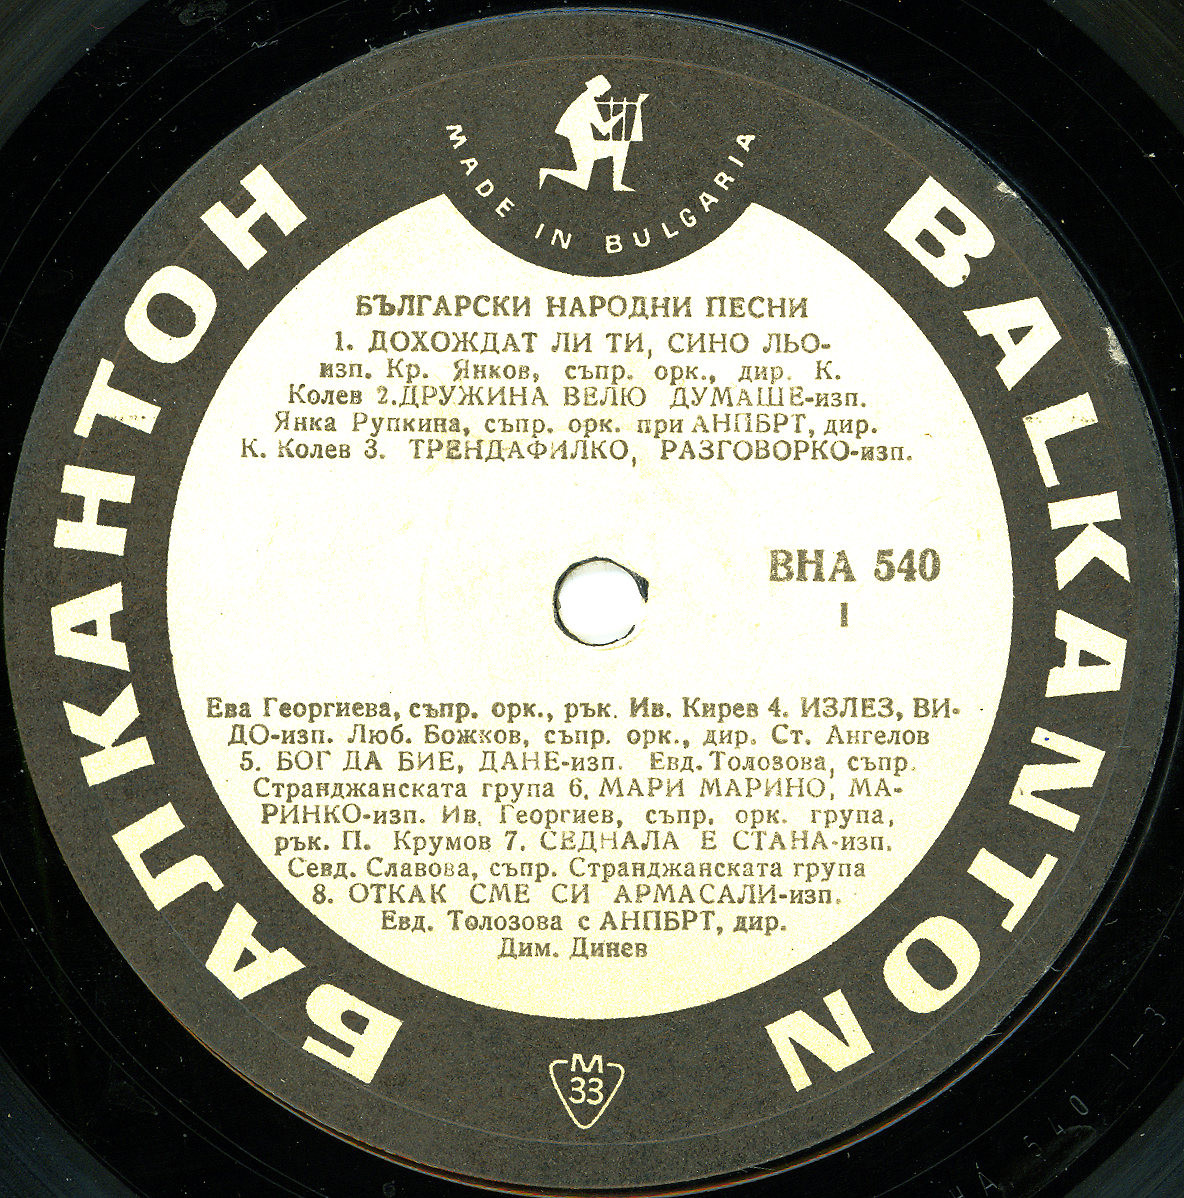 MADE IN BULGARIA
БАЛКАНТОН
BALKANTON
БЪЛГАРСКИ НАРОДНИ ПЕСНИ
1. ДОХОЖДАТ ЛИ ТИ, СИНО ЛЬО-
изп. Кр. Янков, съпр. орк., дир. К.
Колев 2.ДРУЖИНА ВЕЛЮ ДУМАШЕ-изп.
Янка Рупкина, съпр. орк. при АНПБРТ, дир.
К. Колев 3. ТРЕНДАФИЛКО, РАЗГОВОРКО-изп.
ВНА 540
I
Ева Георгиева, съпр. орк., рък. Ив. Кирев 4. ИЗЛЕЗ, ВИ-
ДО-изп. Люб. Божков, съпр. орк., дир. Ст. Ангелов
5. БОГ ДА БИЕ, ДАНЕ-изп. Евд. Толозова, съпр.
Странджанската група 6. МАРИ МАРИНО, МА-
РИНКО-изп. Ив. Георгиев, съпр. орк. група,
рък. П. Крумов 7. СЕДНАЛА Е СТАНА-изп.
Севд. Славова, съпр. Странджанската група
8. ОТКАК СМЕ СИ АРМАСАЛИ-изп.
Евд. Толозова с АНПБРТ, дир.
Дим. Динев
М
33
НА 540 1-3